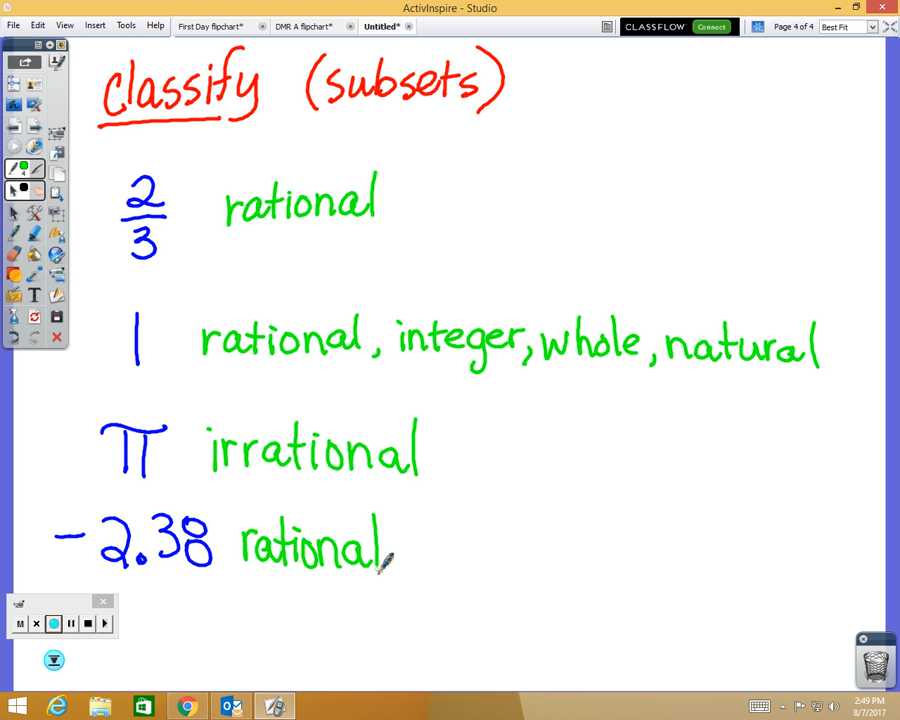 ActivInspire - Studio
File Edit View Insert Tools Help First Day flipchart* DMR A flipchart* Untitled* CLASSFLOW Connect Page 4 of 4 Best Fit
classify (subsets)
2/3 rational
1 rational, integer, whole, natural
π irrational
-2.38 rational
4
T
M
2:49 PM
8/7/2017